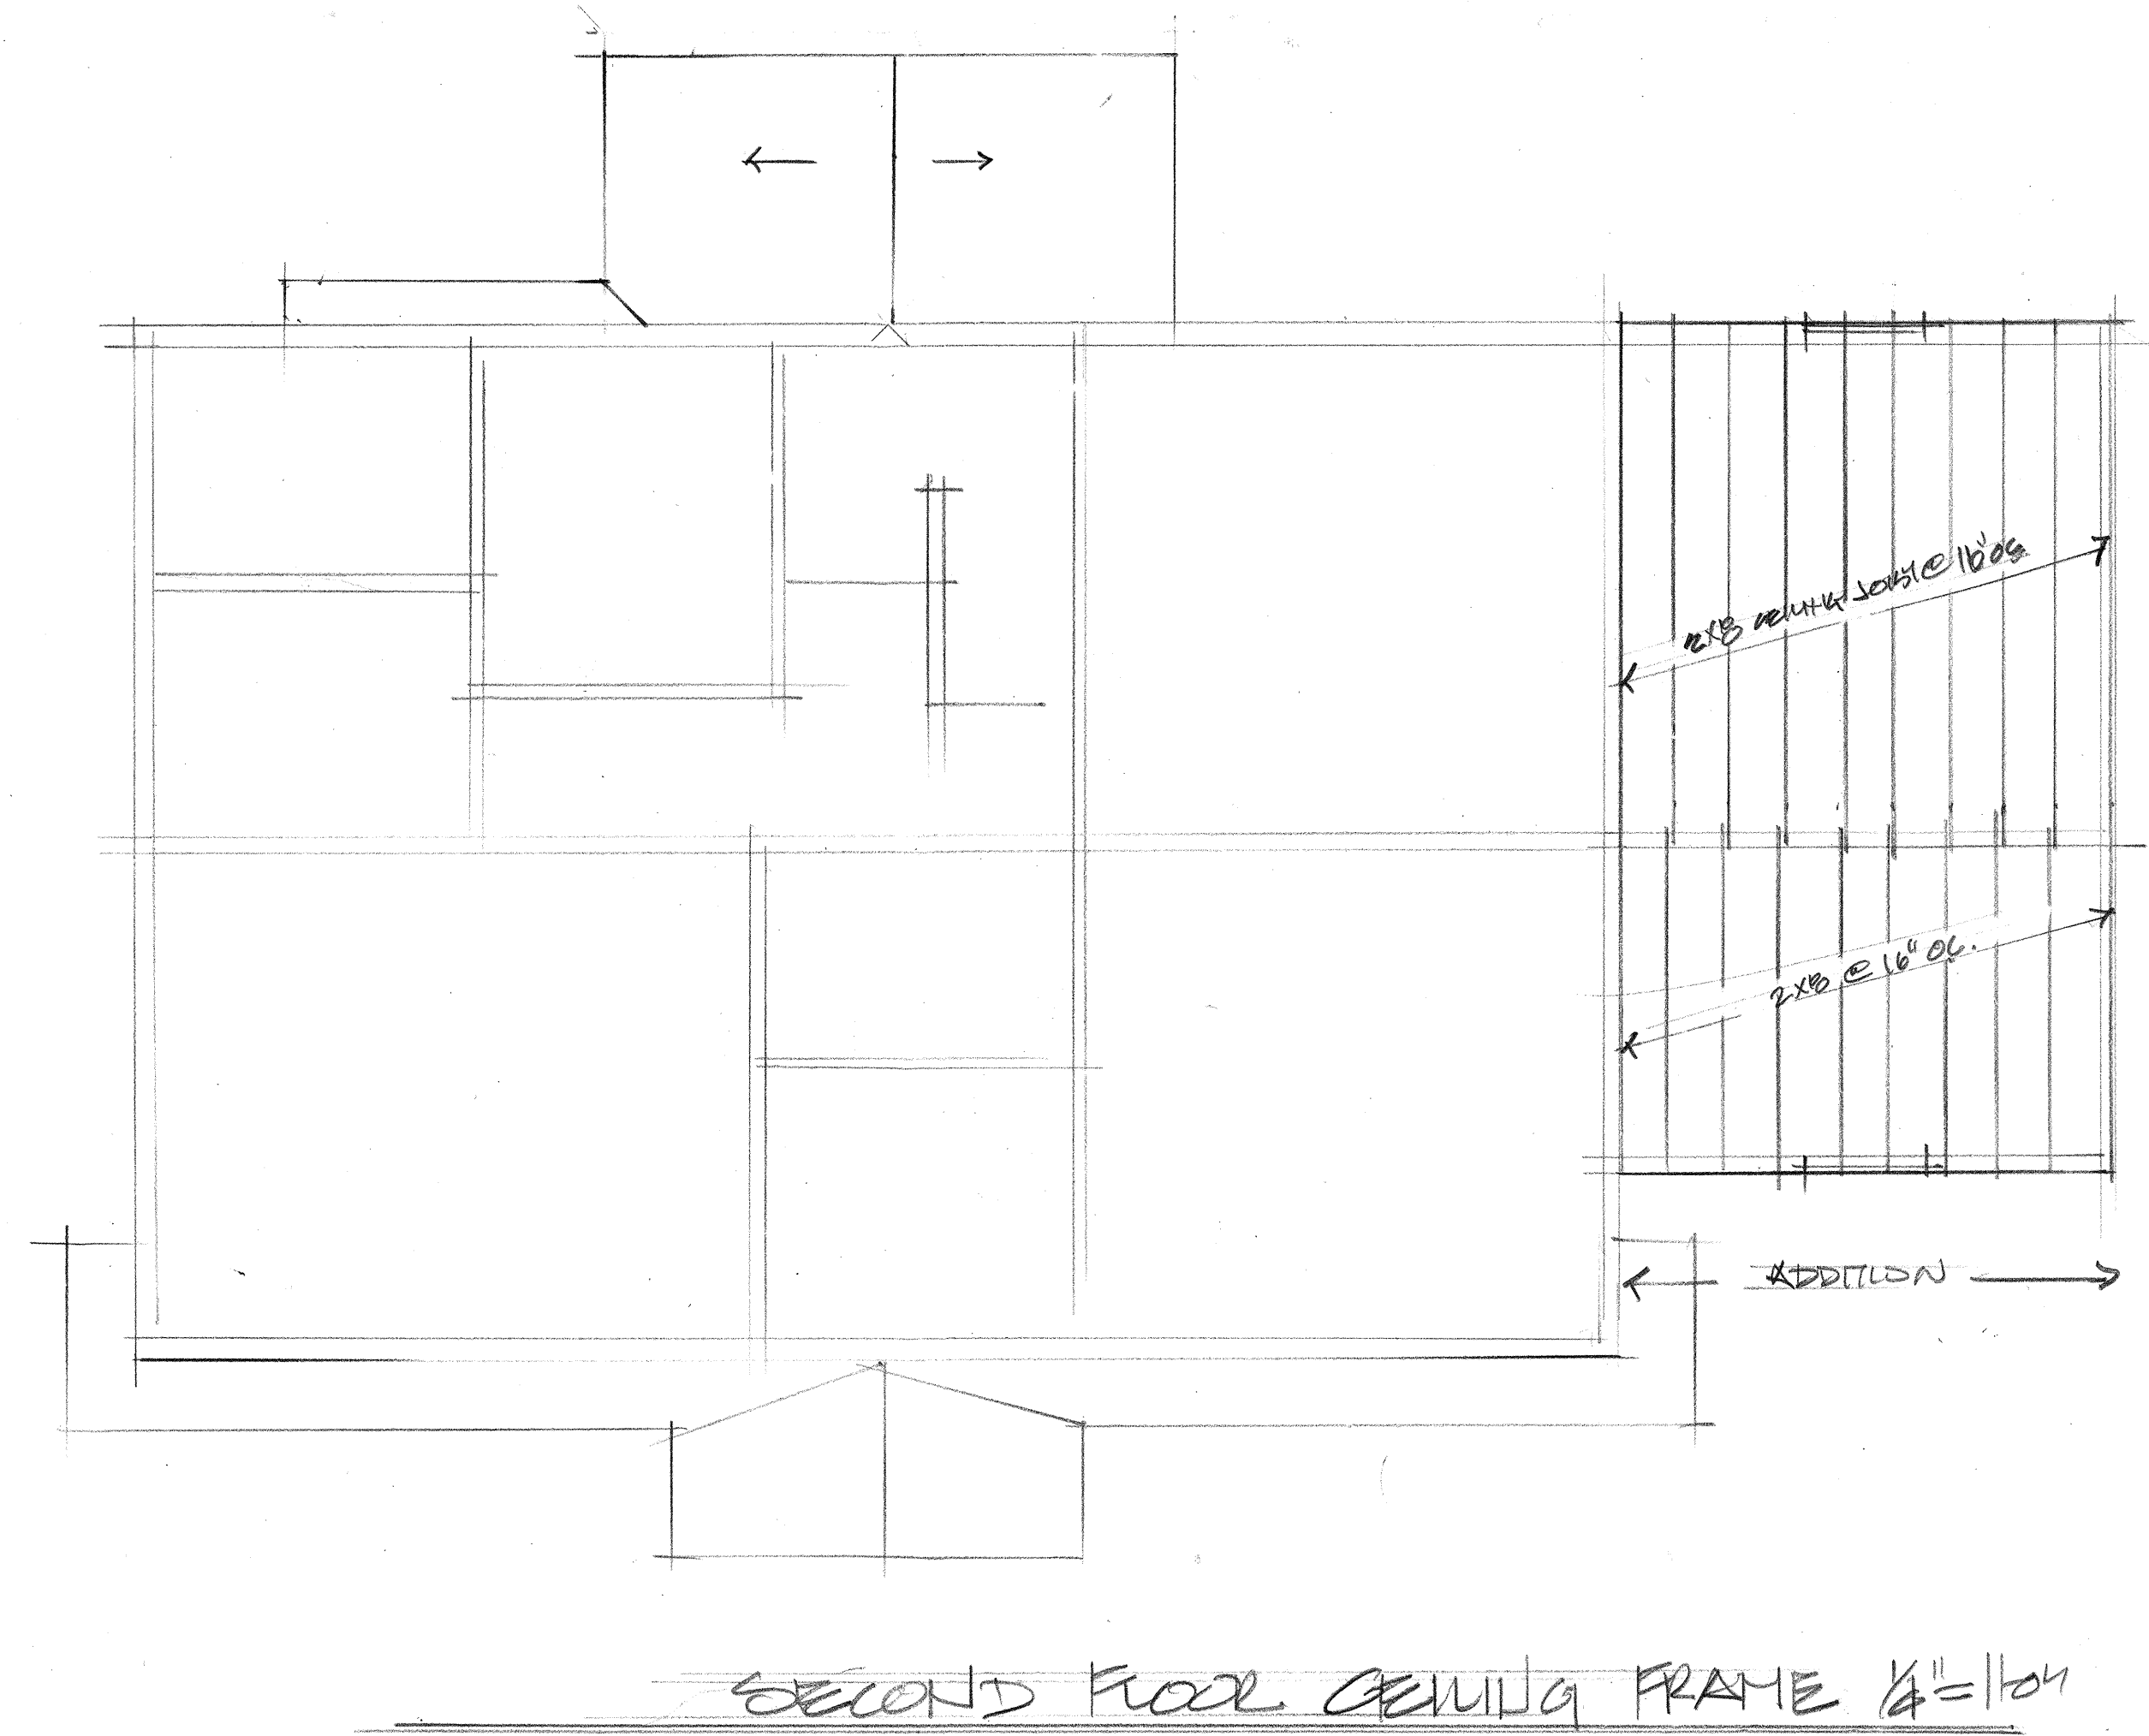 2X8 CEILING JOIST @ 16" OC
2X8 @ 16" OC.
ADDITION
SECOND FLOOR CEILING FRAME 1/4"=1'-0"